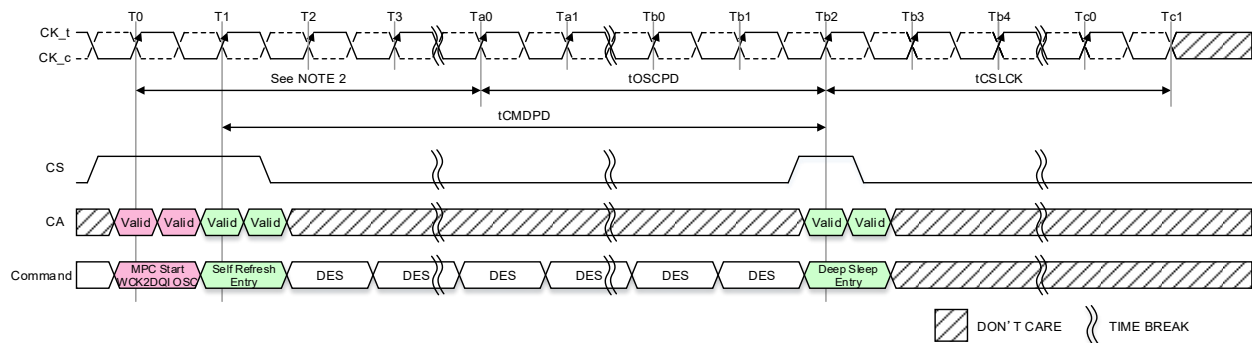 T0 T1 T2 T3 Ta0 Ta1 Tb0 Tb1 Tb2 Tb3 Tb4 Tc0 Tc1
CK_t
CK_c
See NOTE 2 tOSCPD tCSLCK
tCMDPD
CS
CA Valid Valid Valid Valid Valid Valid
Command MPC Start WCK2DQI OSC Self Refresh Entry DES DES DES DES DES DES Deep Sleep Entry
DON'T CARE TIME BREAK